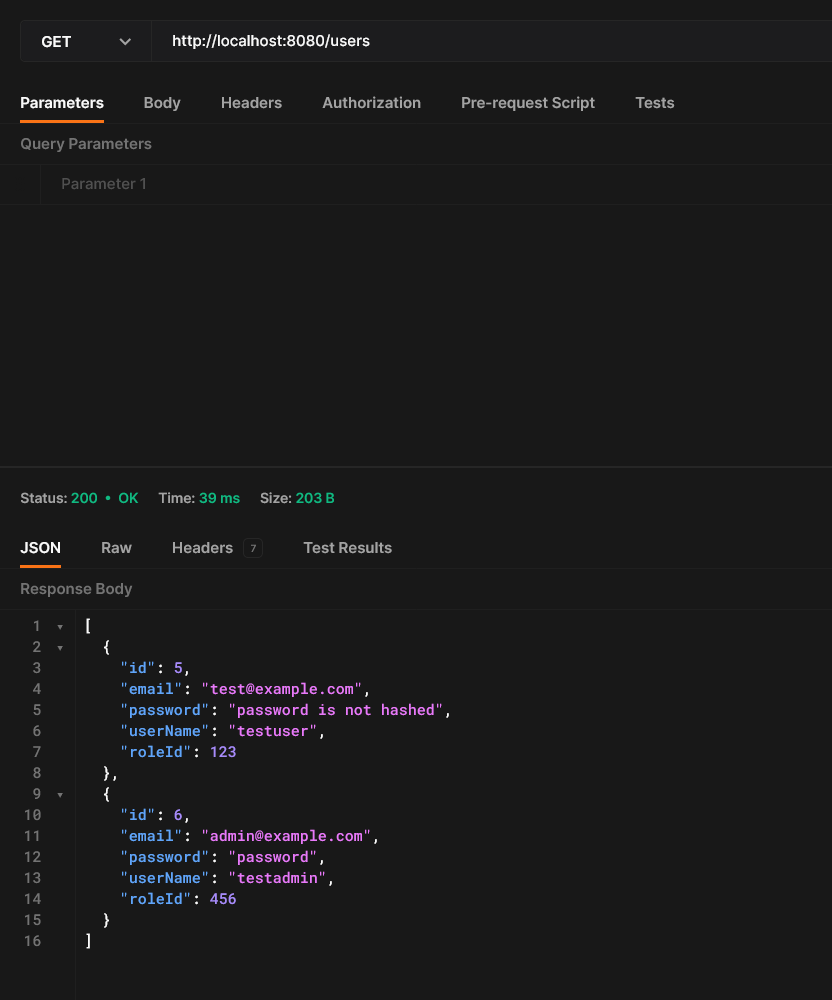 GET http://localhost:8080/users
Parameters Body Headers Authorization Pre-request Script Tests
Query Parameters
Parameter 1
Status: 200 • OK Time: 39 ms Size: 203 B
JSON Raw Headers 7 Test Results
Response Body
1 [
2 {
3 "id": 5,
4 "email": "test@example.com",
5 "password": "password is not hashed",
6 "userName": "testuser",
7 "roleId": 123
8 },
9 {
10 "id": 6,
11 "email": "admin@example.com",
12 "password": "password",
13 "userName": "testadmin",
14 "roleId": 456
15 }
16 ]